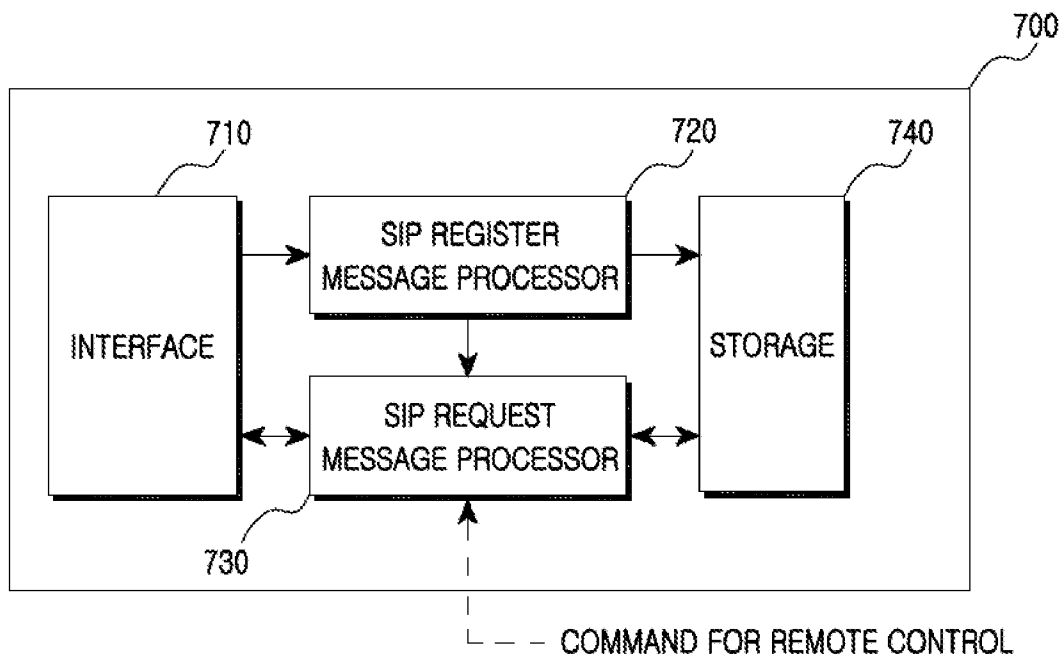 700
710
720
740
SIP REGISTER
MESSAGE PROCESSOR
INTERFACE
STORAGE
SIP REQUEST
MESSAGE PROCESSOR
730
COMMAND FOR REMOTE CONTROL